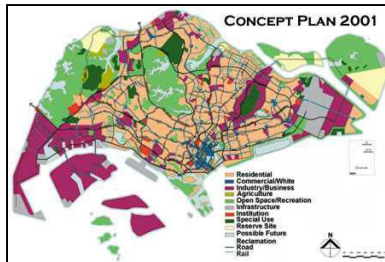 CONCEPT PLAN 2001
Residential
Commercial/White
Industry/Business
Agriculture
Open Space/Recreation
Infrastructure
Institution
Special Use
Reserve Site
Possible Future
Reclamation
Road
Rail
N